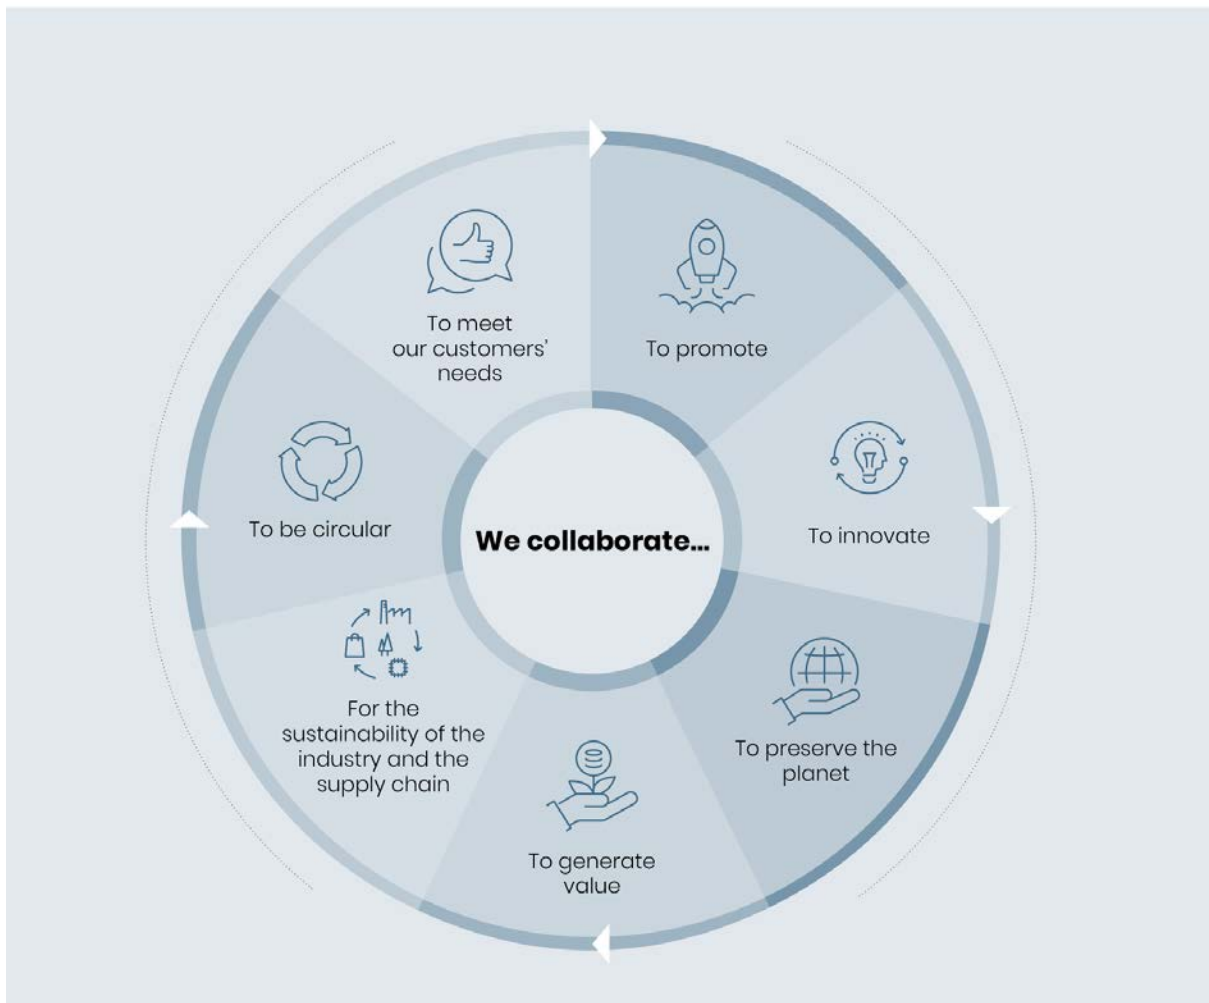 We collaborate...
To promote
To innovate
To preserve the
planet
To generate
value
For the
sustainability of the
industry and the
supply chain
To be circular
To meet
our customers'
needs